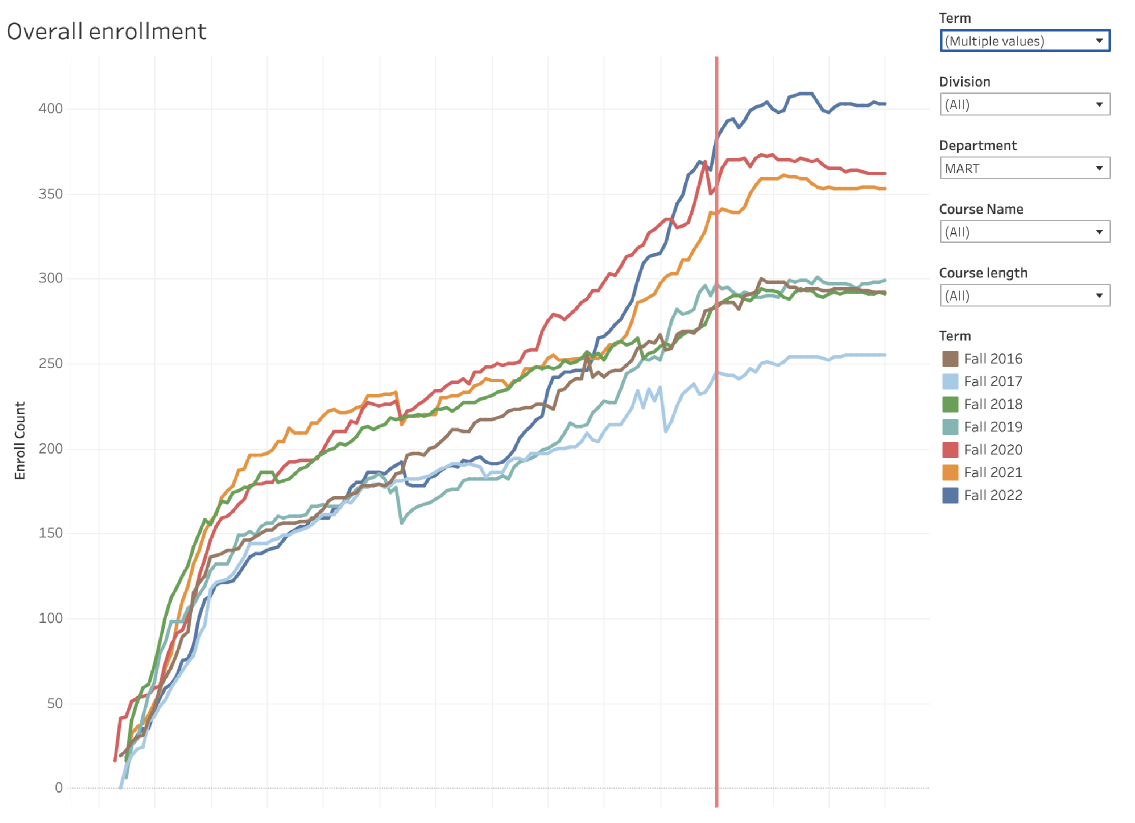 Overall enrollment
400
350
300
250
200
150
100
50
0
Enroll Count
Term
(Multiple values)
Division
(All)
Department
MART
Course Name
(All)
Course length
(All)
Term
Fall 2016
Fall 2017
Fall 2018
Fall 2019
Fall 2020
Fall 2021
Fall 2022